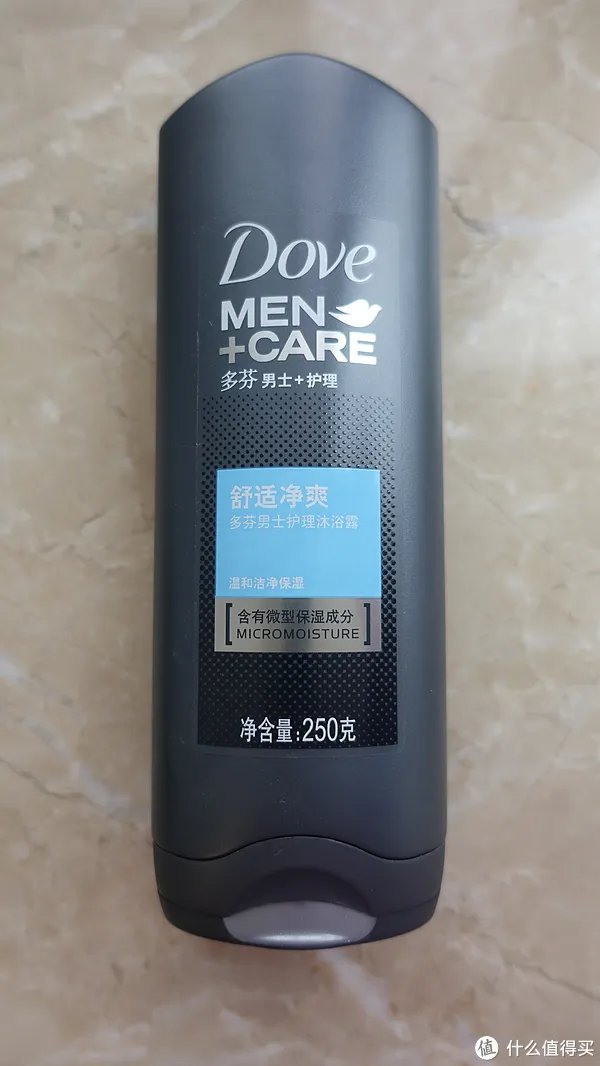 Dove
MEN
+CARE
多芬 男士+护理
舒适净爽
多芬男士护理沐浴露
温和洁净保湿
含有微型保湿成分
MICROMOISTURE
净含量:250克
值 什么值得买